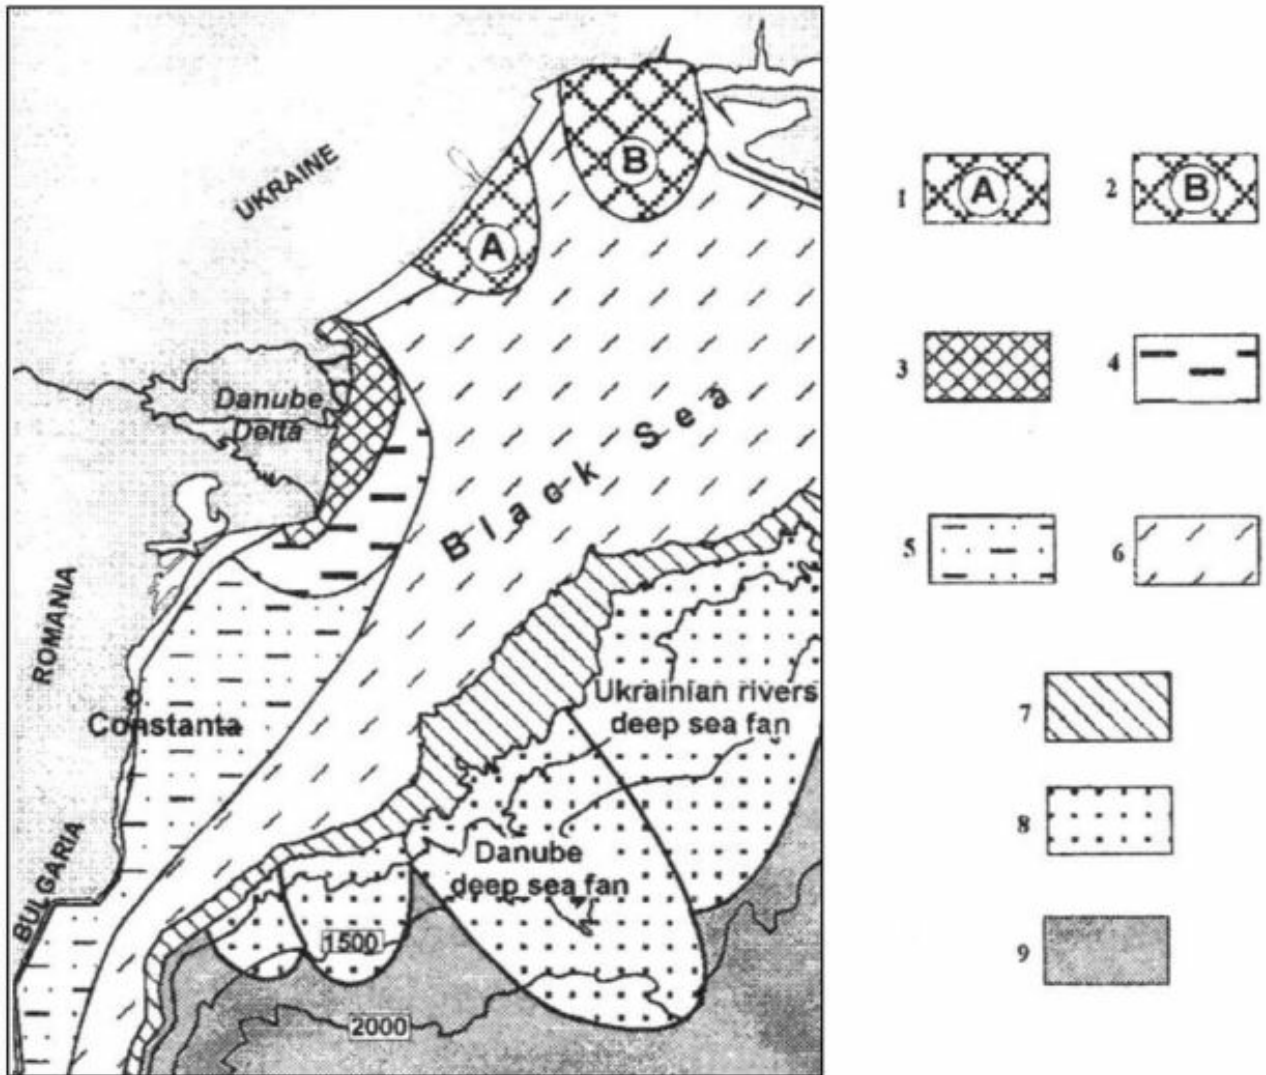 UKRAINE
B
A
Danube
Delta
Black Sea
ROMANIA
Constanta
Ukrainian rivers
deep sea fan
Danube
deep sea fan
BULGARIA
1500
2000
1 A
2 B
3
4
5
6
7
8
9